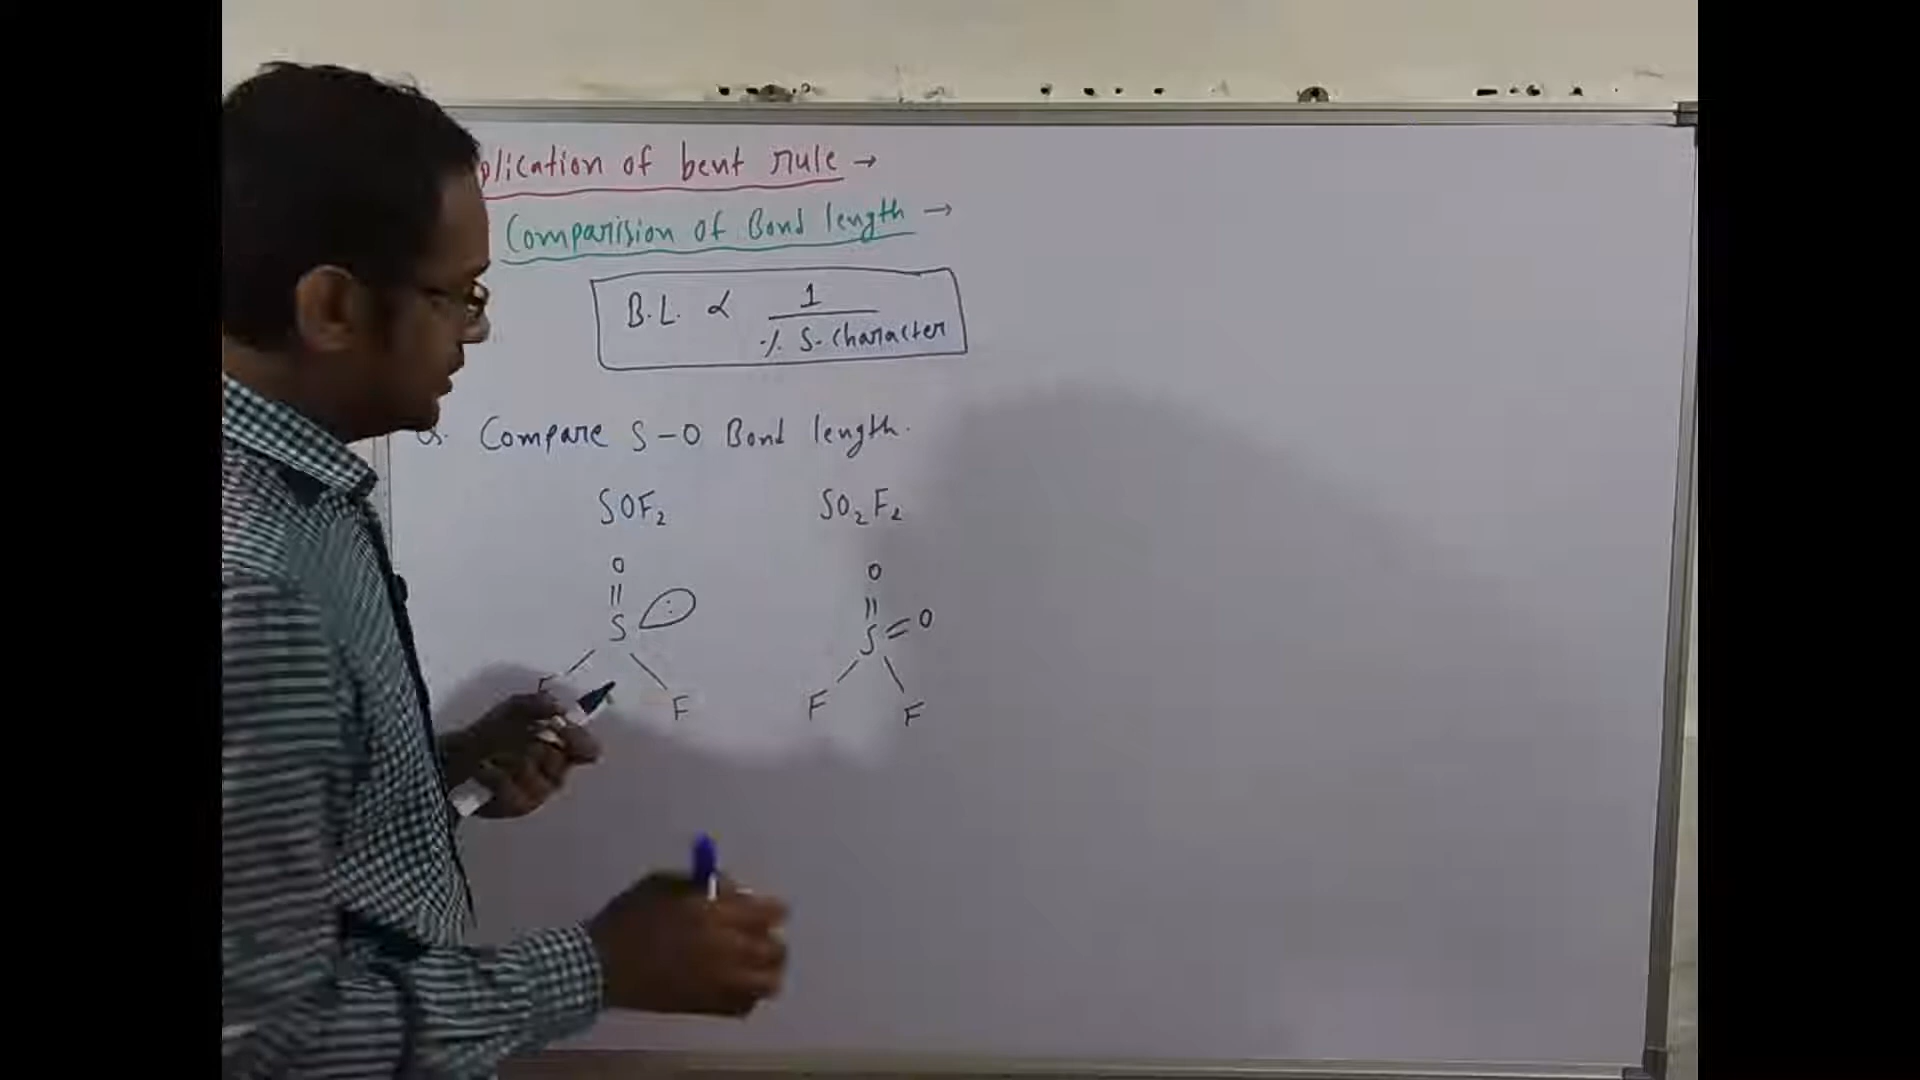 plication of bent rule →
Comparision of Bond length →
B.L. ∝ 1 / % S-character
Q. Compare S-O Bond length.
SOF₂ SO₂F₂
O O
|| ||
S : S = O
F F F F